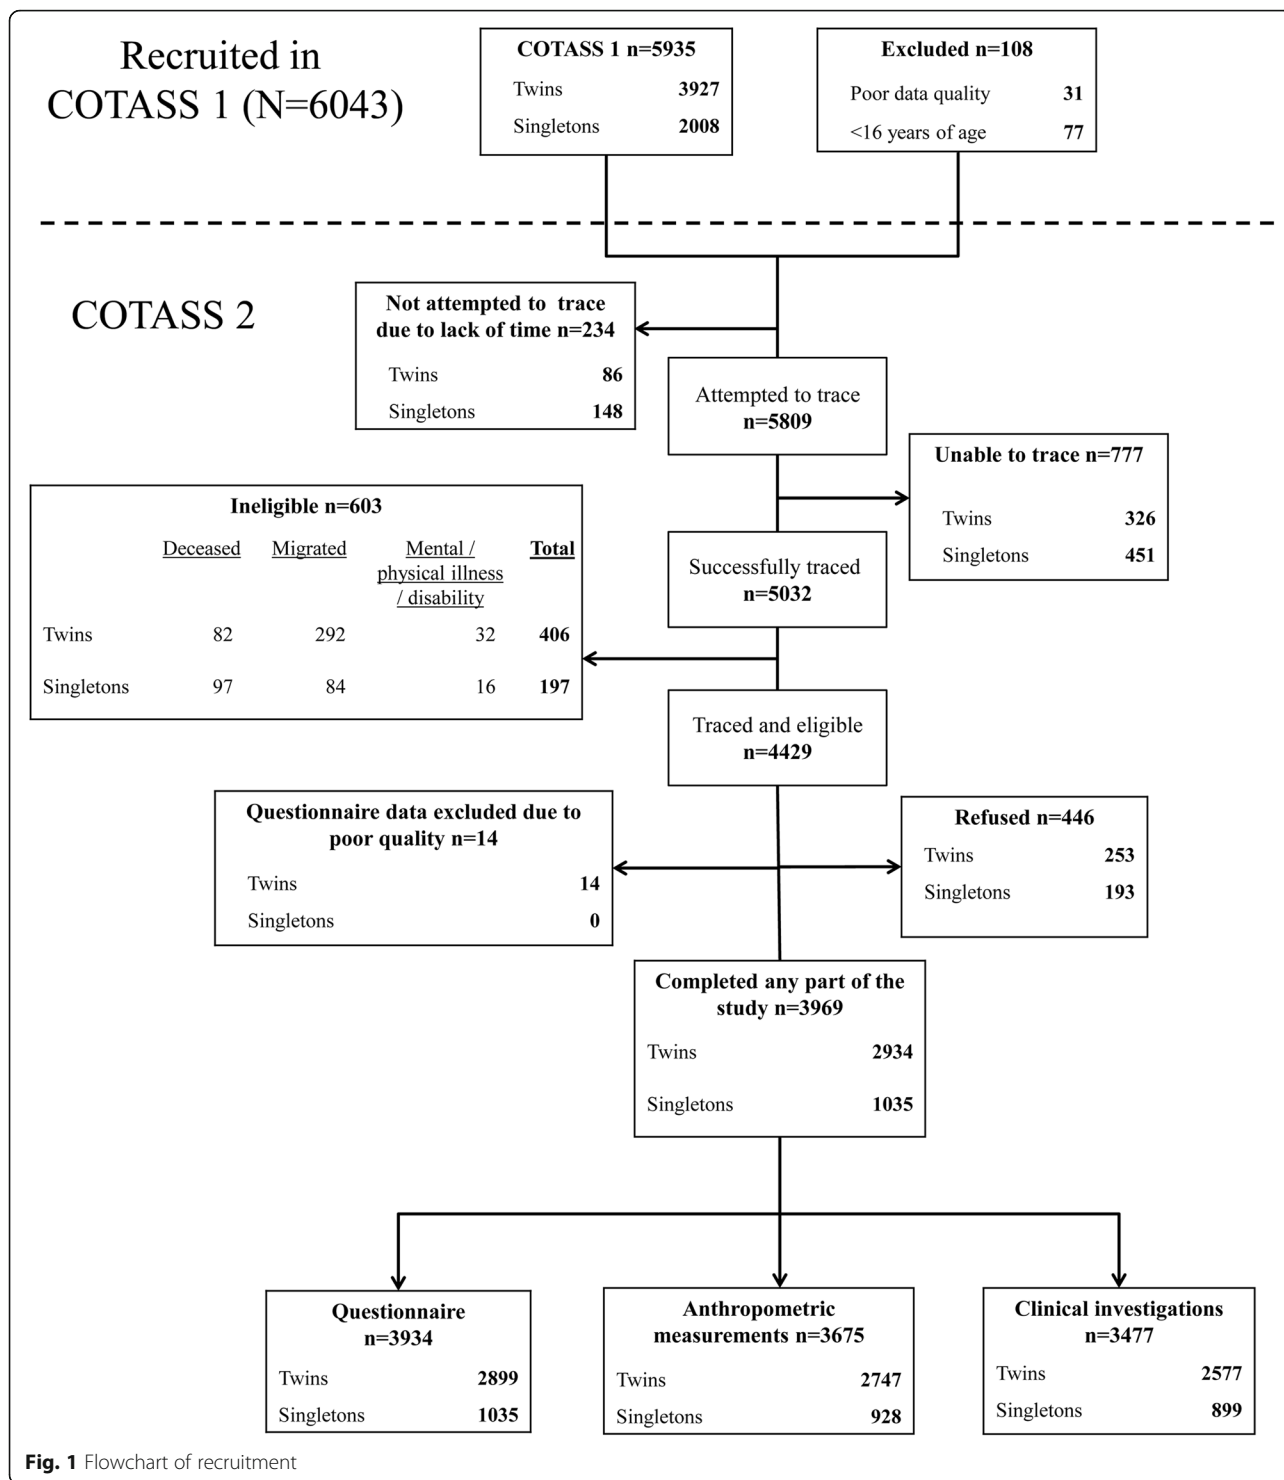 Recruited in
COTASS 1 (N=6043)
COTASS 1 n=5935
Twins 3927
Singletons 2008
Excluded n=108
Poor data quality 31
<16 years of age 77
COTASS 2
Not attempted to trace
due to lack of time n=234
Twins 86
Singletons 148
Attempted to trace
n=5809
Unable to trace n=777
Twins 326
Singletons 451
Ineligible n=603
Deceased Migrated Mental / Total
physical illness
/ disability
Twins 82 292 32 406
Singletons 97 84 16 197
Successfully traced
n=5032
Traced and eligible
n=4429
Questionnaire data excluded due to
poor quality n=14
Twins 14
Singletons 0
Refused n=446
Twins 253
Singletons 193
Completed any part of the
study n=3969
Twins 2934
Singletons 1035
Questionnaire
n=3934
Twins 2899
Singletons 1035
Anthropometric
measurements n=3675
Twins 2747
Singletons 928
Clinical investigations
n=3477
Twins 2577
Singletons 899
Fig. 1 Flowchart of recruitment